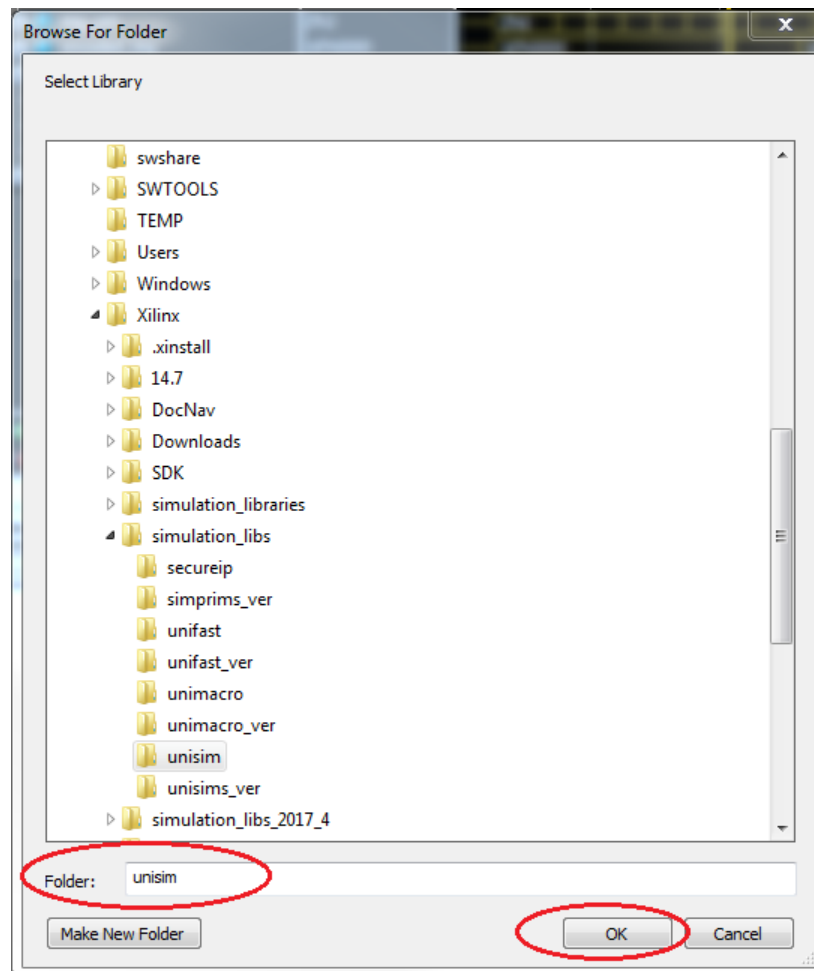 Browse For Folder
x
Select Library
swshare
SWTOOLS
TEMP
Users
Windows
Xilinx
.xinstall
14.7
DocNav
Downloads
SDK
simulation_libraries
simulation_libs
secureip
simprims_ver
unifast
unifast_ver
unimacro
unimacro_ver
unisim
unisims_ver
simulation_libs_2017_4
Folder: unisim
Make New Folder OK Cancel